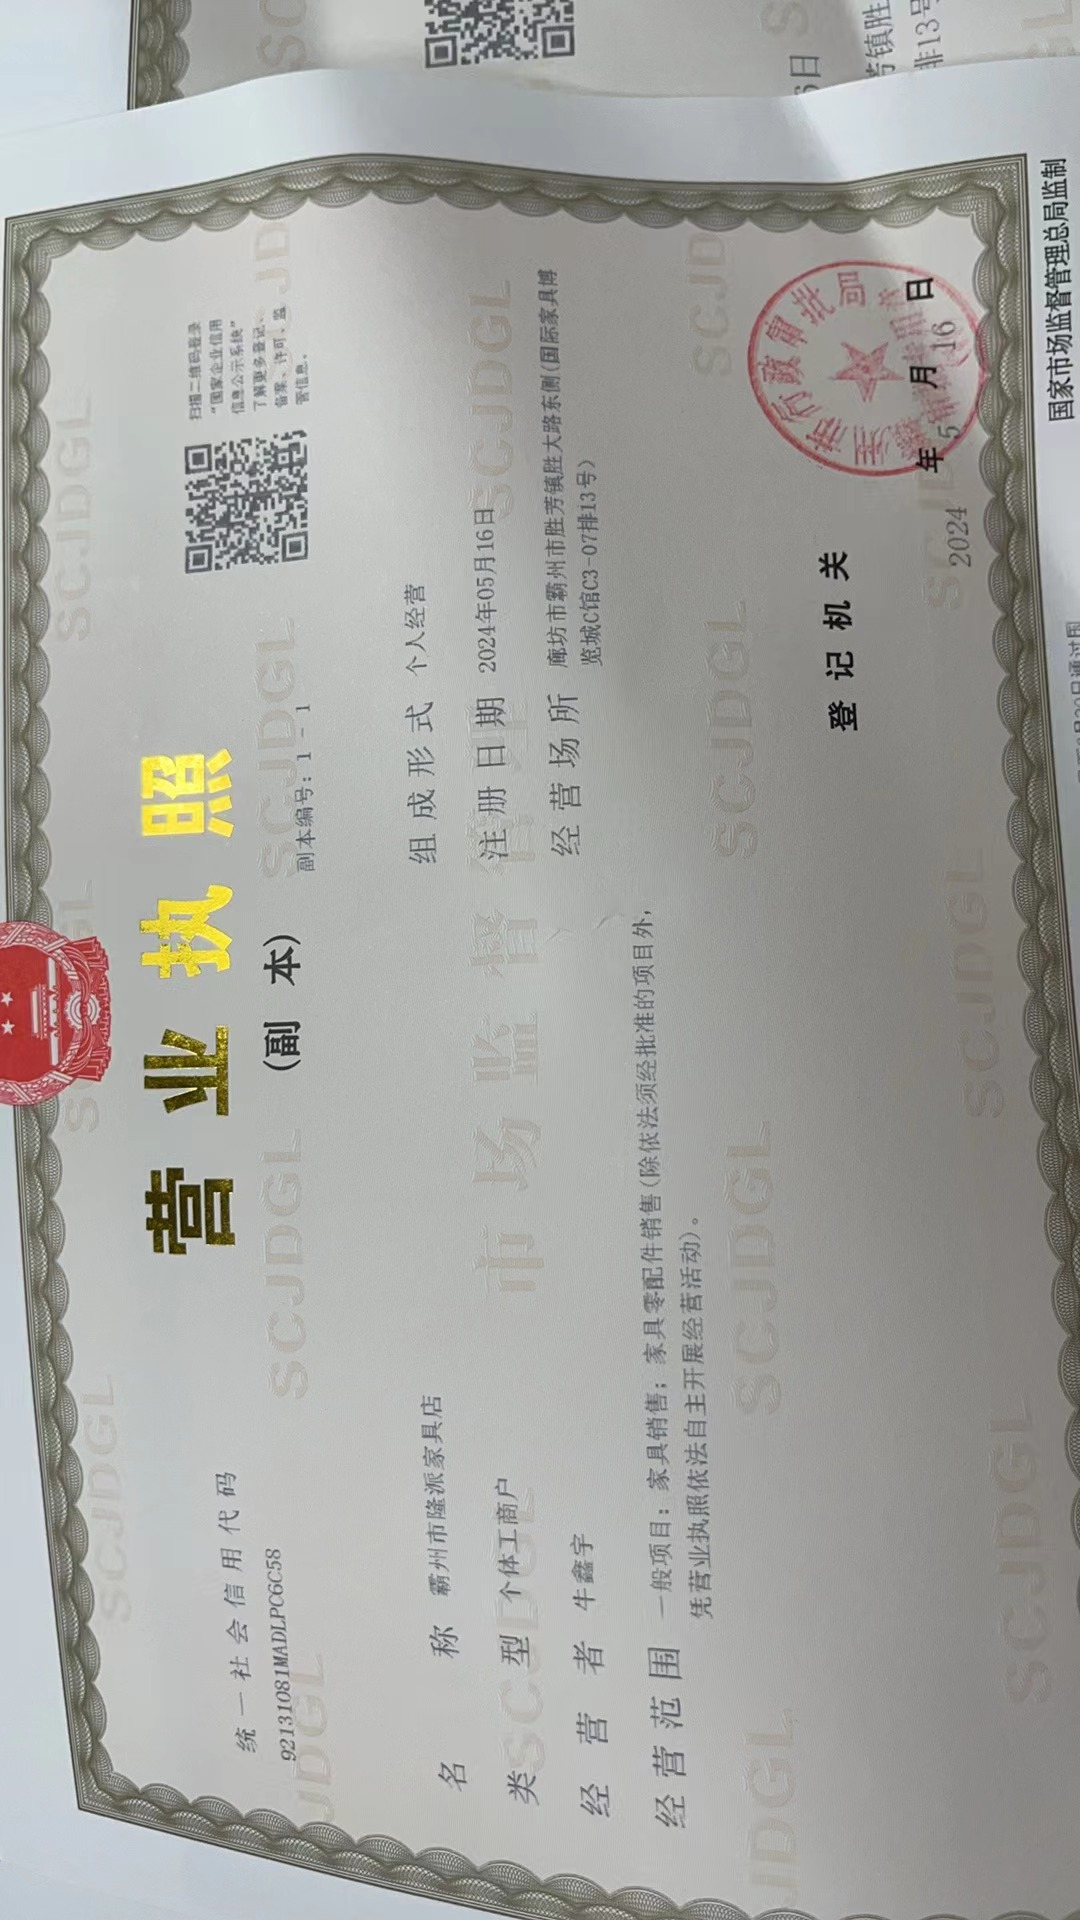 营业执照
(副 本)
副本编号：1 - 1
统一社会信用代码
92131081MADLPC6C58
扫描二维码登录
“国家企业信用
信息公示系统”
了解更多登记、
备案、许可、监
管信息。
名 称 霸州市隆派家具店
类 型 个体工商户
经 营 者 牛鑫宇
经营范围 一般项目：家具销售；家具零配件销售(除依法须经批准的项目外，
凭营业执照依法自主开展经营活动)。
组成形式 个人经营
注册日期 2024年05月16日
经营场所 廊坊市霸州市胜芳镇胜大路东侧(国际家具博
览城C馆C3-07排13号)
登记机关
2024 年 5 月 16 日
国家市场监督管理总局监制
市场监督管理
SCJDGL